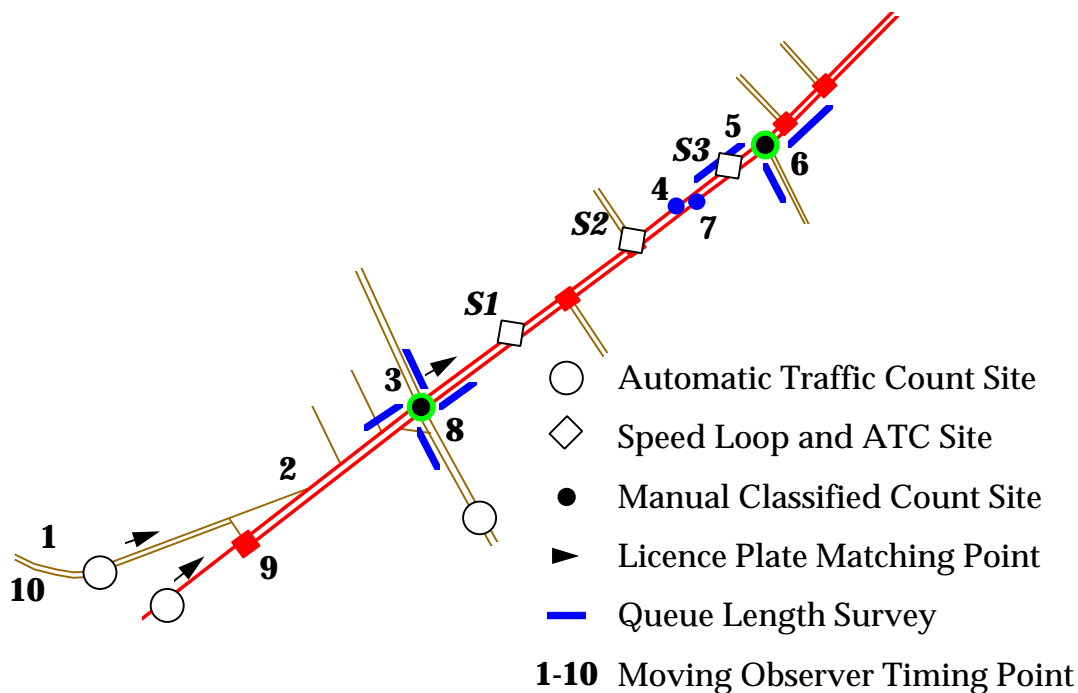 5
S3
6
4
S2
7
S1
Automatic Traffic Count Site
3
8
Speed Loop and ATC Site
2
Manual Classified Count Site
1
Licence Plate Matching Point
9
10
Queue Length Survey
1-10 Moving Observer Timing Point